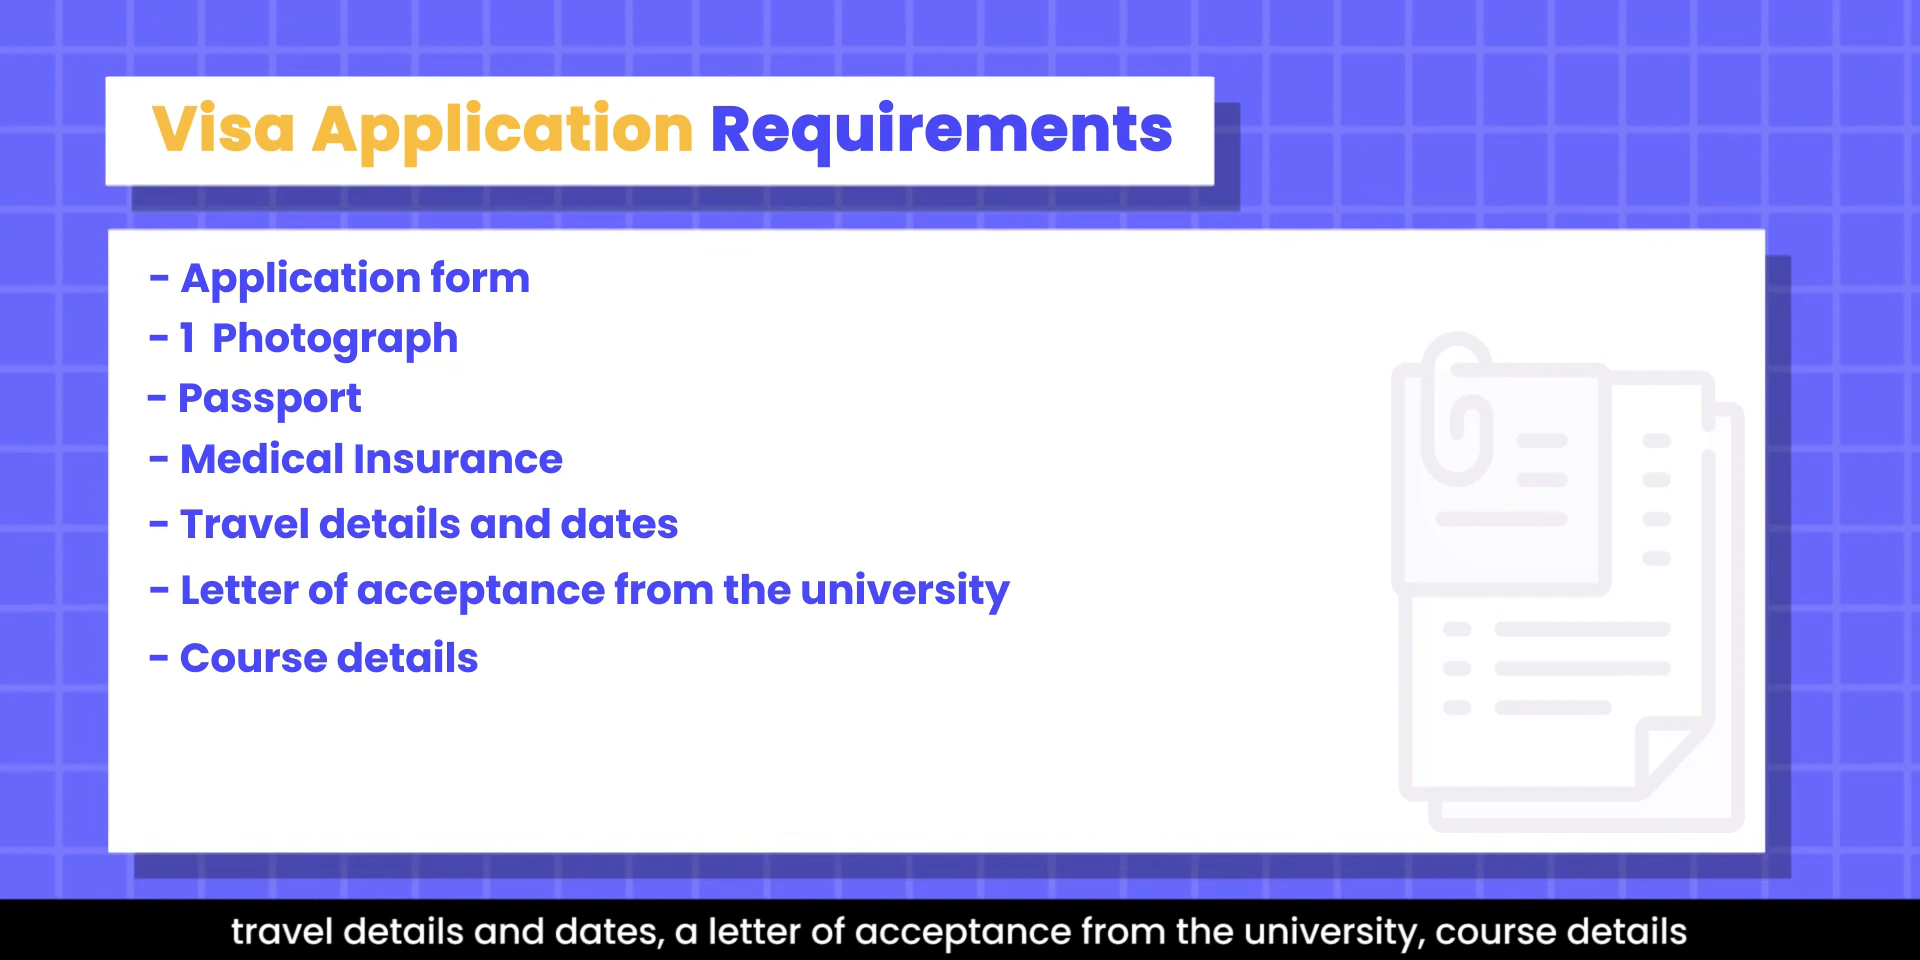 Visa Application Requirements
- Application form
- 1 Photograph
- Passport
- Medical Insurance
- Travel details and dates
- Letter of acceptance from the university
- Course details
travel details and dates, a letter of acceptance from the university, course details